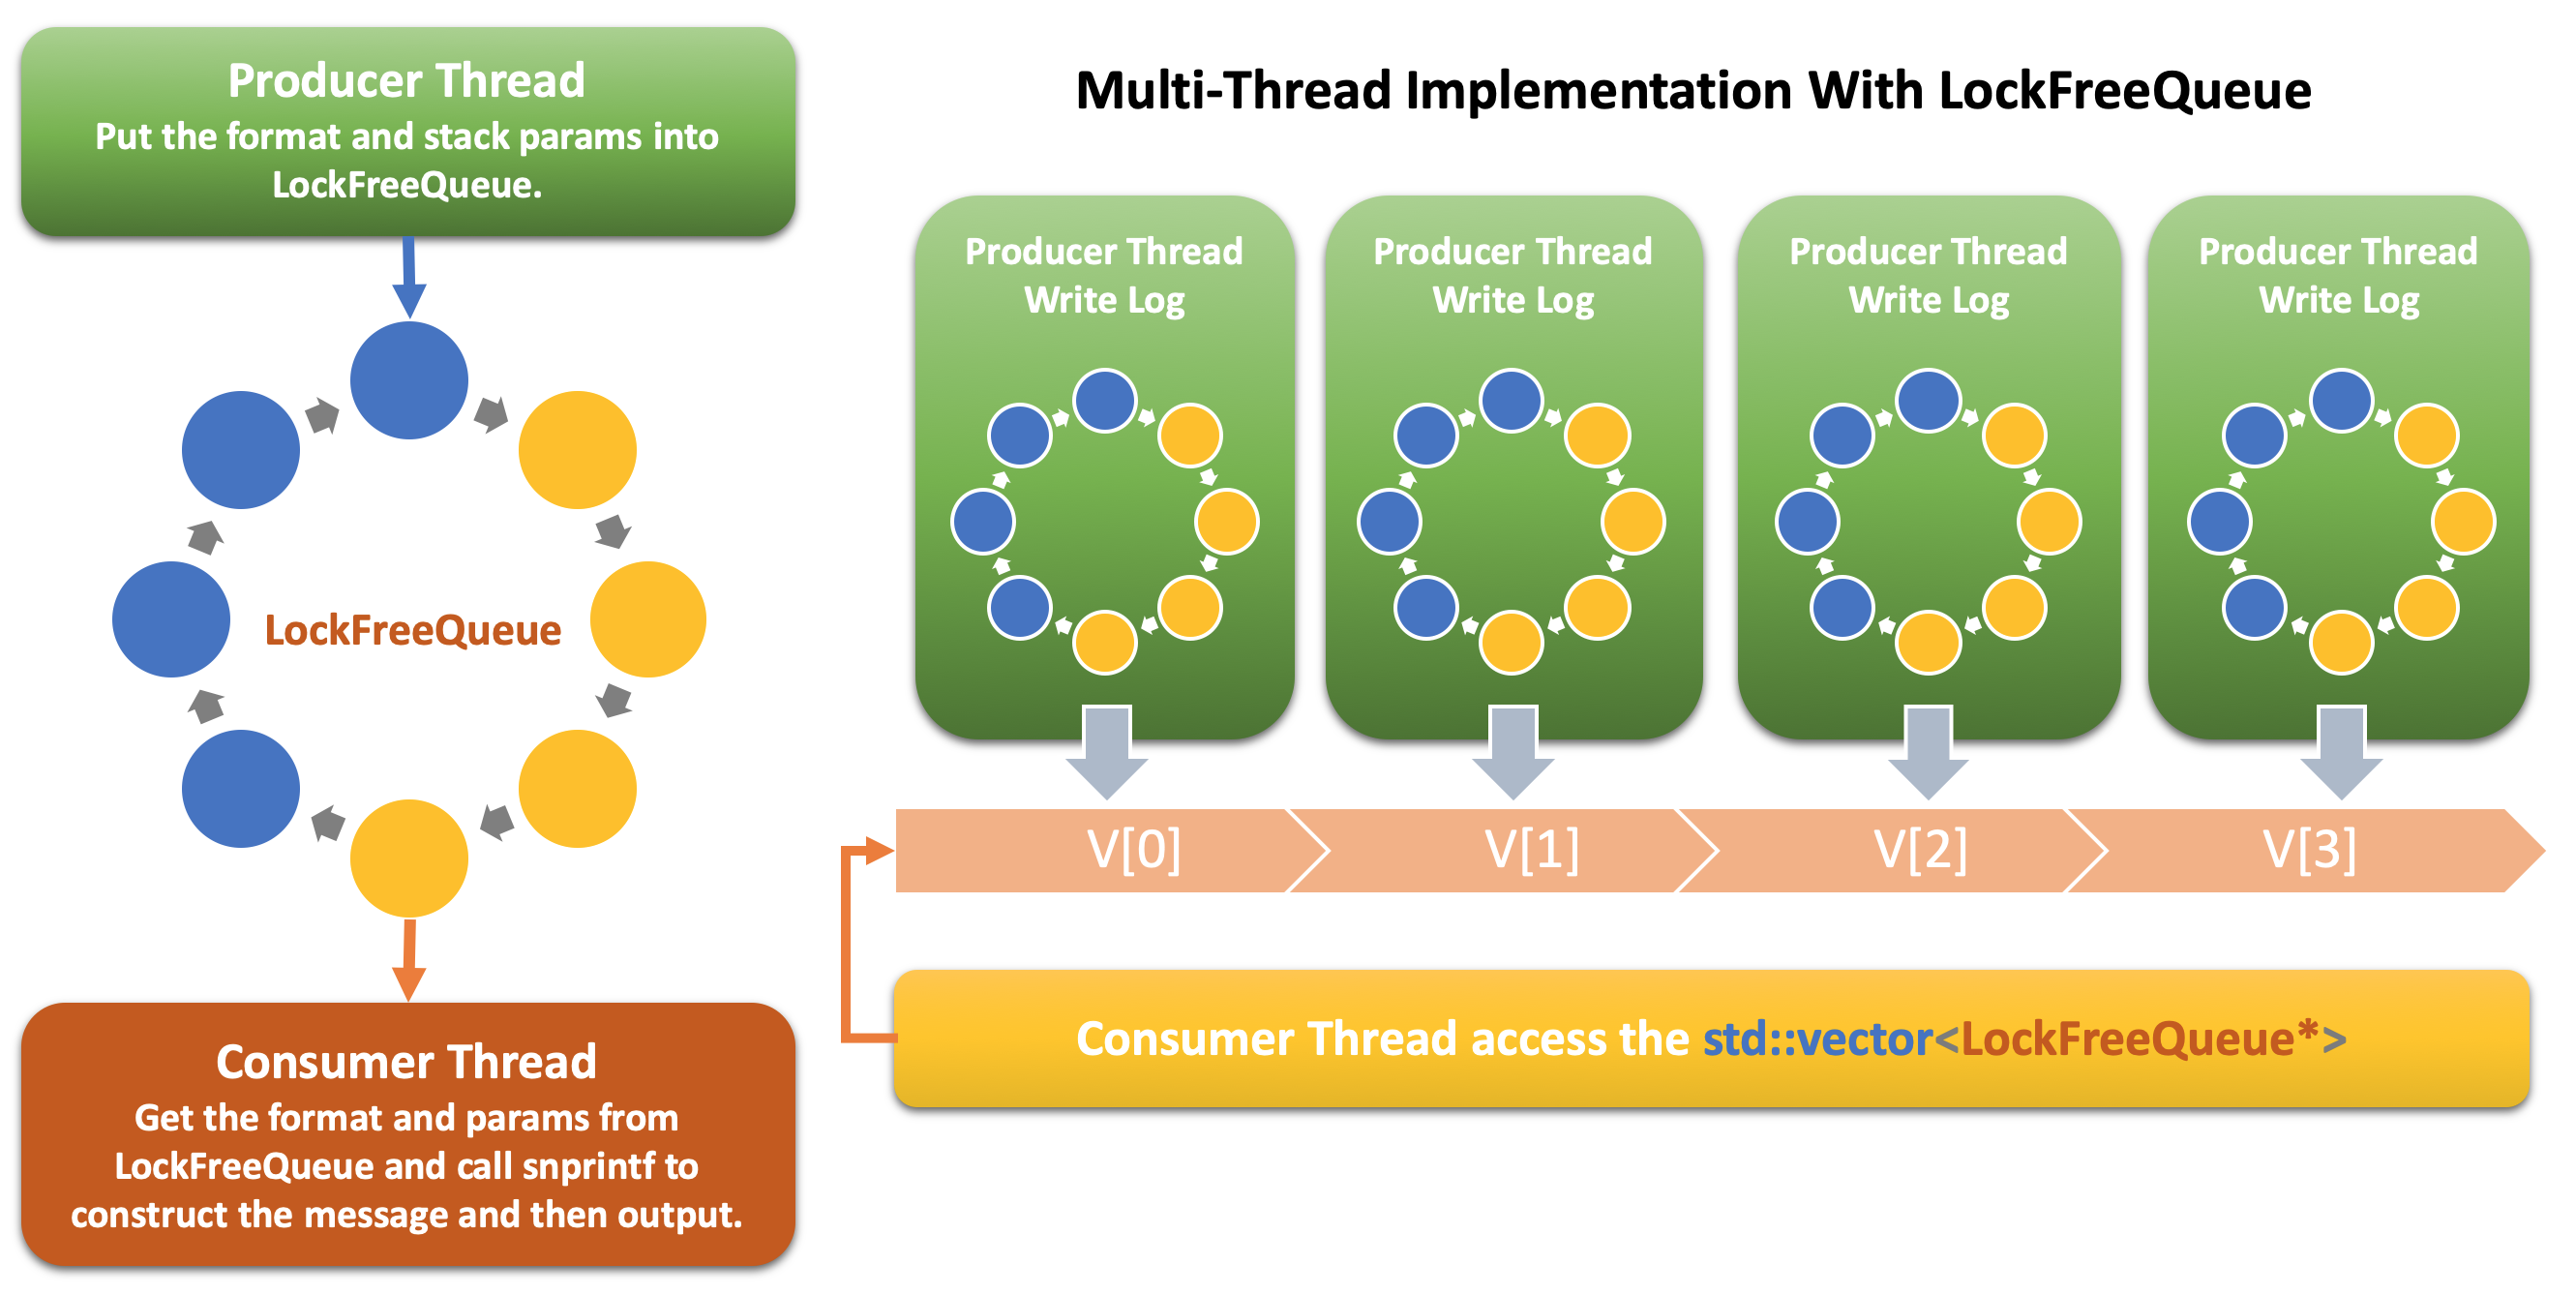 Producer Thread
Put the format and stack params into
LockFreeQueue.
LockFreeQueue
Consumer Thread
Get the format and params from
LockFreeQueue and call snprintf to
construct the message and then output.
Multi-Thread Implementation With LockFreeQueue
Producer Thread
Write Log
Producer Thread
Write Log
Producer Thread
Write Log
Producer Thread
Write Log
V[0]
V[1]
V[2]
V[3]
Consumer Thread access the std::vector<LockFreeQueue*>